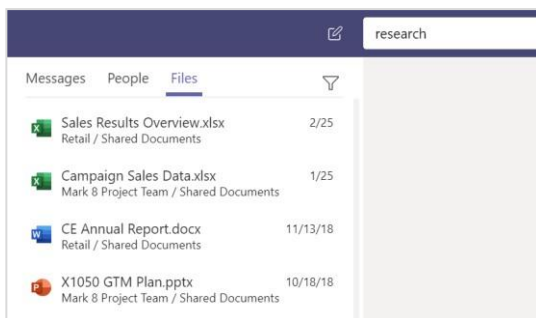 research
Messages People Files
Sales Results Overview.xlsx 2/25
Retail / Shared Documents
Campaign Sales Data.xlsx 1/25
Mark 8 Project Team / Shared Documents
CE Annual Report.docx 11/13/18
Retail / Shared Documents
X1050 GTM Plan.pptx 10/18/18
Mark 8 Project Team / Shared Documents